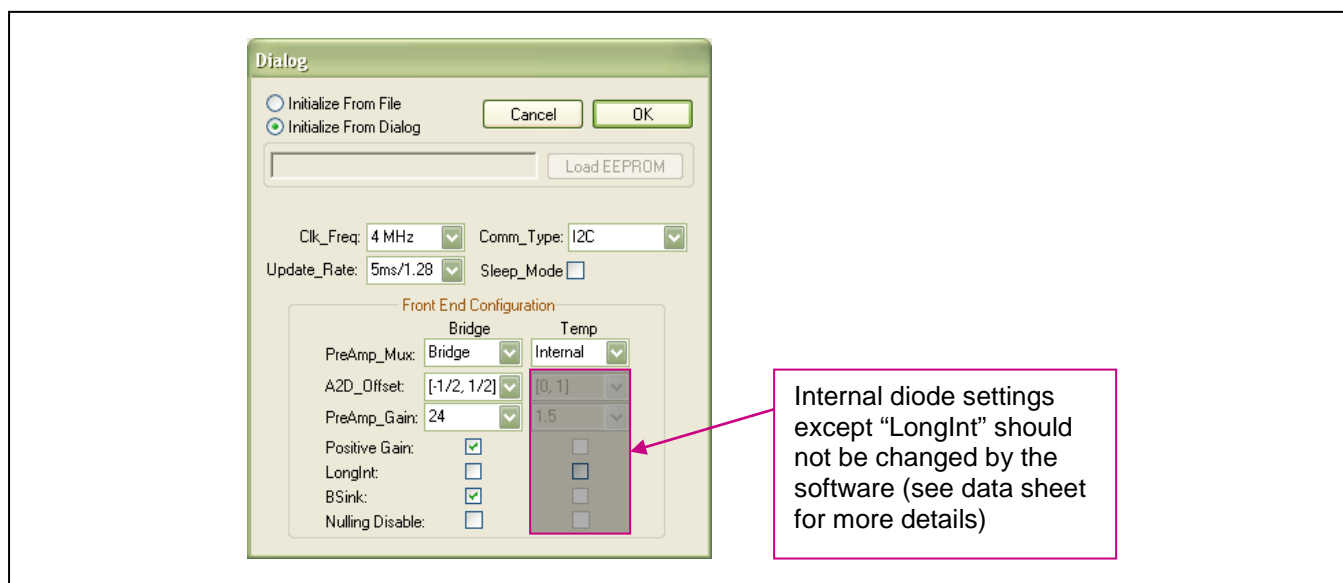 Dialog
Initialize From File
Initialize From Dialog
Cancel
OK
Load EEPROM
Clk_Freq: 4 MHz
Comm_Type: I2C
Update_Rate: 5ms/1.28
Sleep_Mode
Front End Configuration
Bridge Temp
PreAmp_Mux: Bridge Internal
A2D_Offset: [-1/2, 1/2] [0, 1]
PreAmp_Gain: 24 1.5
Positive Gain:
LongInt:
BSink:
Nulling Disable:
Internal diode settings
except “LongInt” should
not be changed by the
software (see data sheet
for more details)